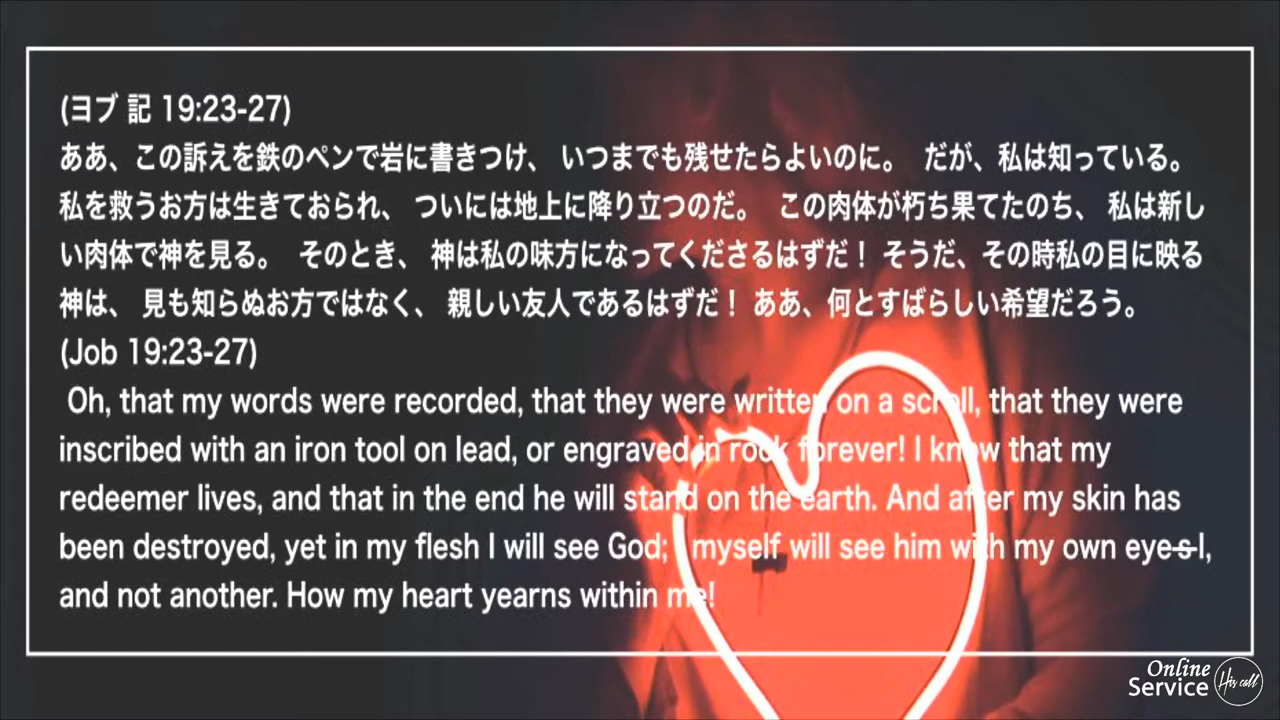 (ヨブ 記 19:23-27)
ああ、この訴えを鉄のペンで岩に書きつけ、 いつまでも残せたらよいのに。 だが、私は知っている。
私を救うお方は生きておられ、 ついには地上に降り立つのだ。 この肉体が朽ち果てたのち、 私は新し
い肉体で神を見る。 そのとき、 神は私の味方になってくださるはずだ！ そうだ、その時私の目に映る
神は、 見も知らぬお方ではなく、 親しい友人であるはずだ！ ああ、何とすばらしい希望だろう。
(Job 19:23-27)
Oh, that my words were recorded, that they were written on a scroll, that they were
inscribed with an iron tool on lead, or engraved in rock forever! I know that my
redeemer lives, and that in the end he will stand on the earth. And after my skin has
been destroyed, yet in my flesh I will see God; myself will see him with my own eyes–I,
and not another. How my heart yearns within me!
Online
Service His call